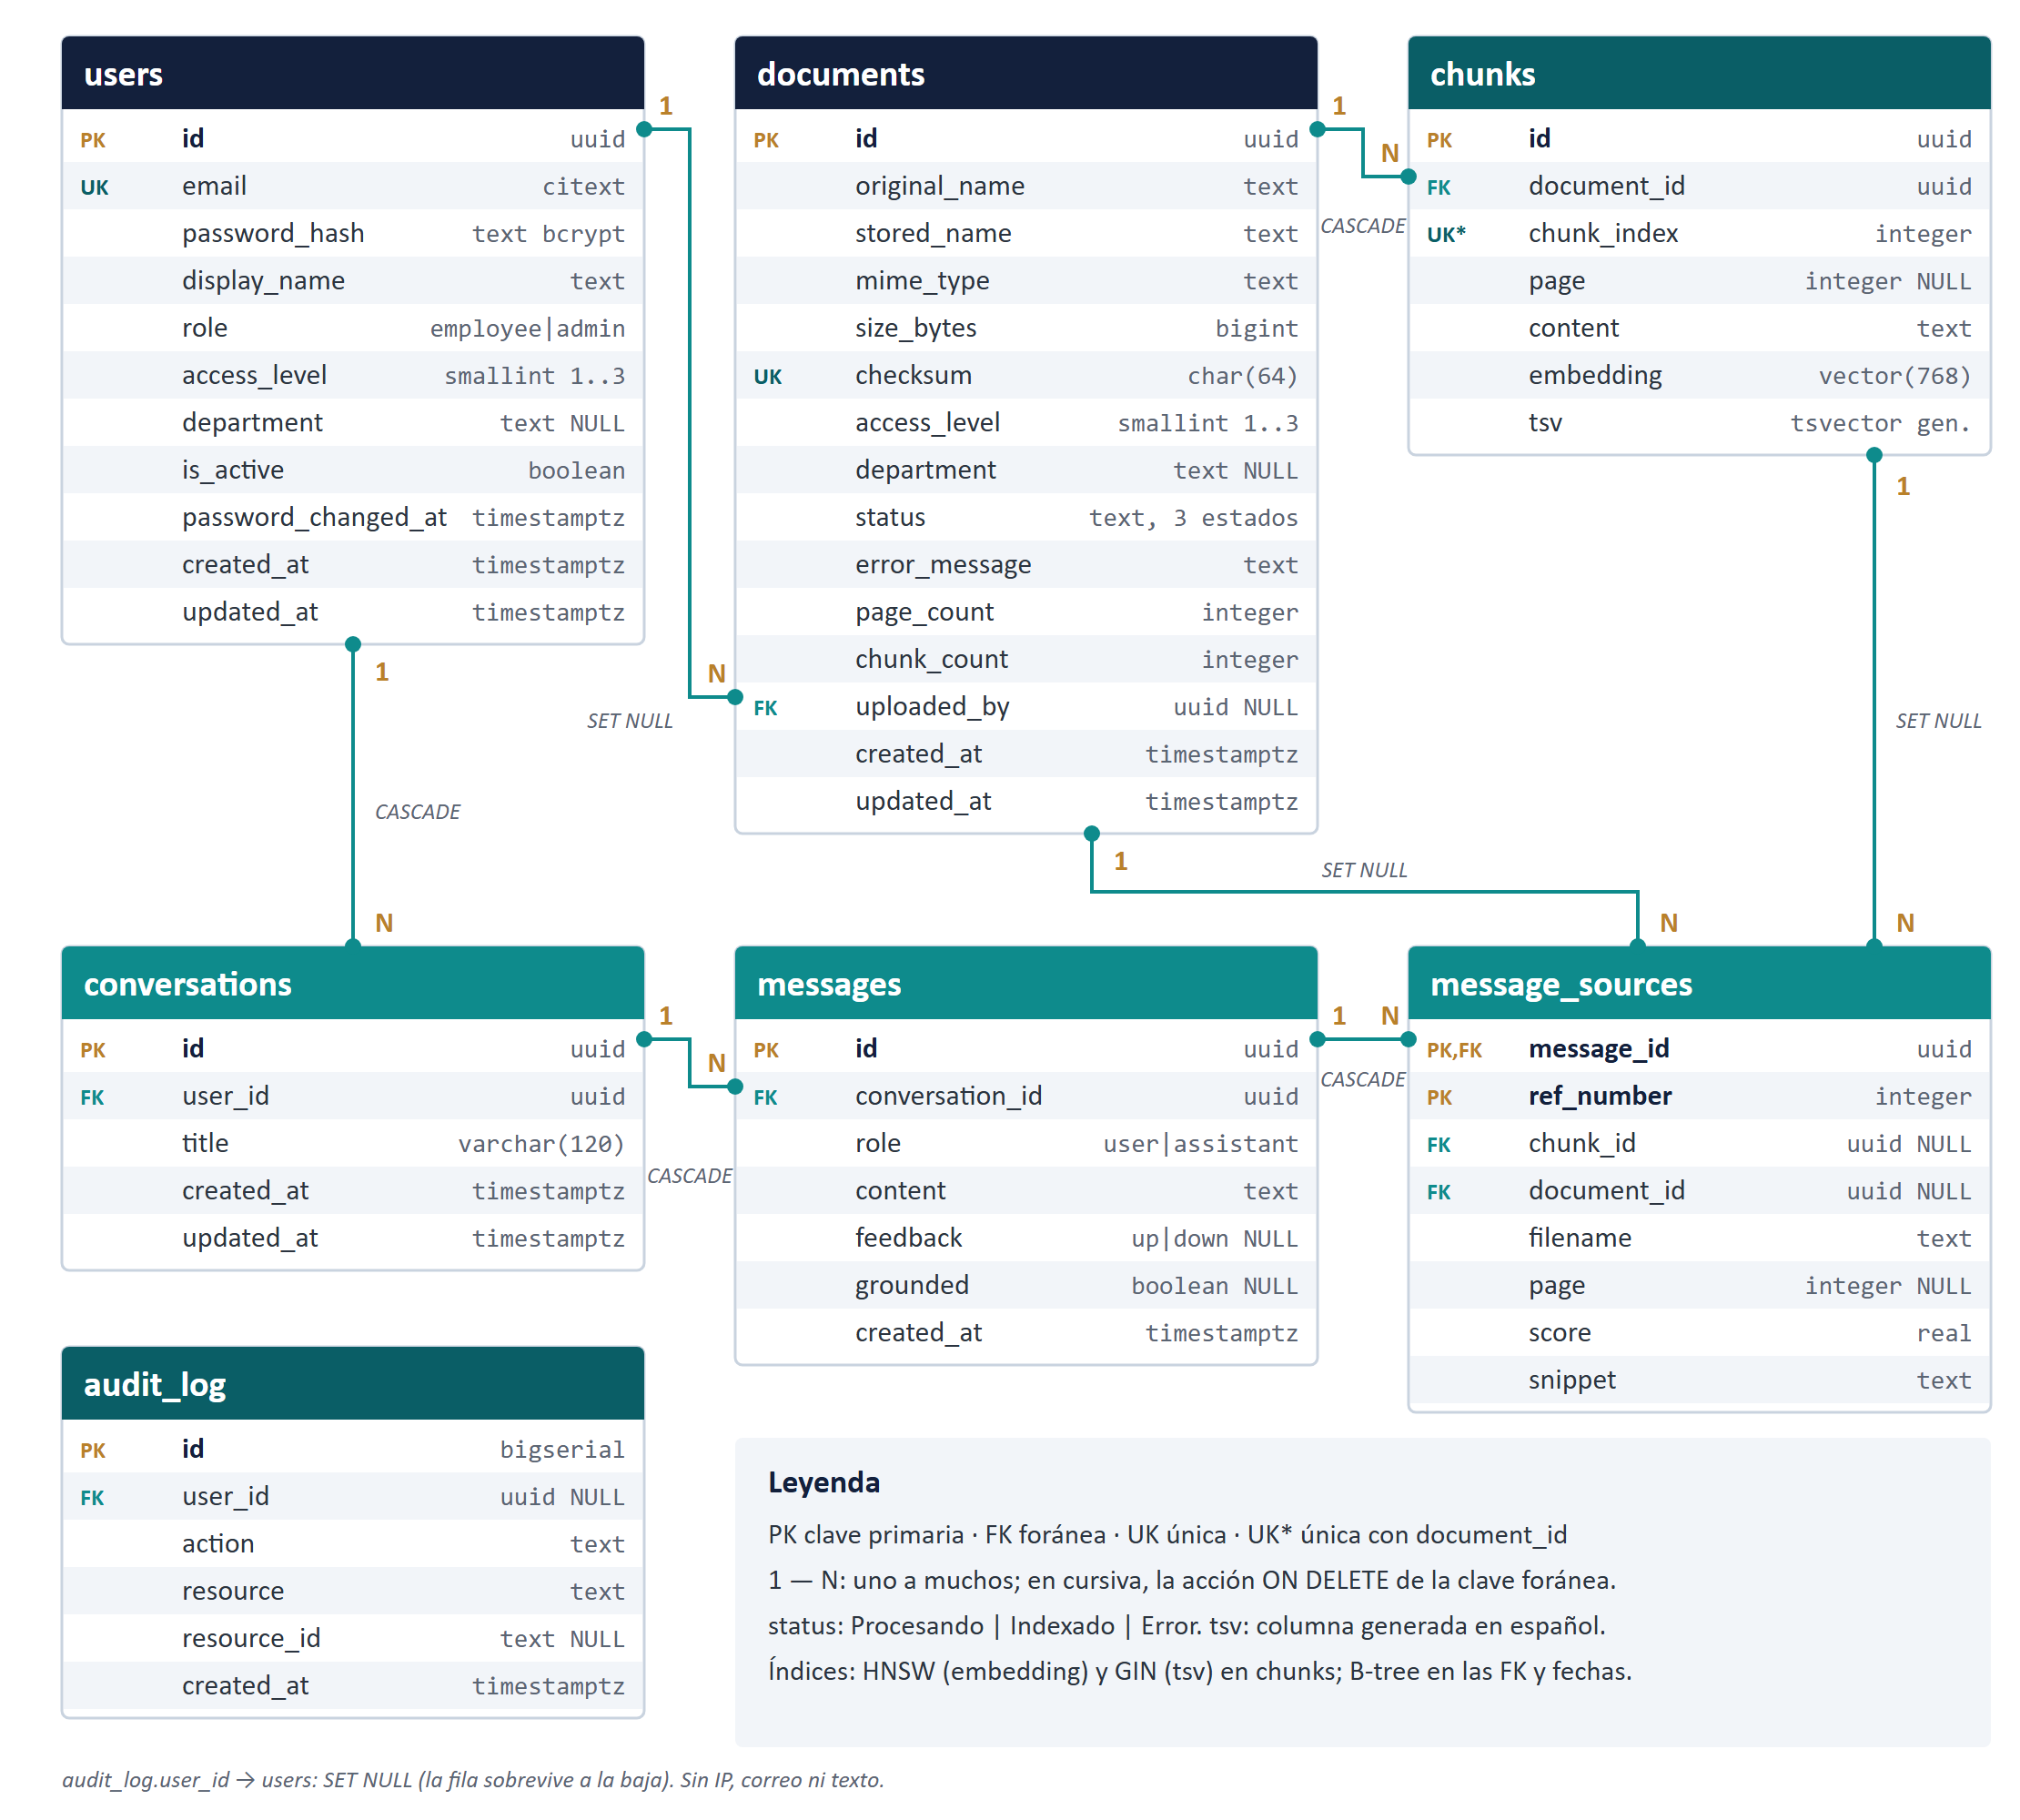 users
PK id uuid
UK email citext
password_hash text bcrypt
display_name text
role employee|admin
access_level smallint 1..3
department text NULL
is_active boolean
password_changed_at timestamptz
created_at timestamptz
updated_at timestamptz
1
N
SET NULL
documents
PK id uuid
original_name text
stored_name text
mime_type text
size_bytes bigint
UK checksum char(64)
access_level smallint 1..3
department text NULL
status text, 3 estados
error_message text
page_count integer
chunk_count integer
FK uploaded_by uuid NULL
created_at timestamptz
updated_at timestamptz
1
N
CASCADE
chunks
PK id uuid
FK document_id uuid
UK* chunk_index integer
page integer NULL
content text
embedding vector(768)
tsv tsvector gen.
1
CASCADE
N
1
SET NULL
N
1
SET NULL
N
conversations
PK id uuid
FK user_id uuid
title varchar(120)
created_at timestamptz
updated_at timestamptz
1
N
CASCADE
messages
PK id uuid
FK conversation_id uuid
role user|assistant
content text
feedback up|down NULL
grounded boolean NULL
created_at timestamptz
1 N
CASCADE
message_sources
PK,FK message_id uuid
PK ref_number integer
FK chunk_id uuid NULL
FK document_id uuid NULL
filename text
page integer NULL
score real
snippet text
audit_log
PK id bigserial
FK user_id uuid NULL
action text
resource text
resource_id text NULL
created_at timestamptz
Leyenda
PK clave primaria · FK foránea · UK única · UK* única con document_id
1 — N: uno a muchos; en cursiva, la acción ON DELETE de la clave foránea.
status: Procesando | Indexado | Error. tsv: columna generada en español.
Índices: HNSW (embedding) y GIN (tsv) en chunks; B-tree en las FK y fechas.
audit_log.user_id → users: SET NULL (la fila sobrevive a la baja). Sin IP, correo ni texto.